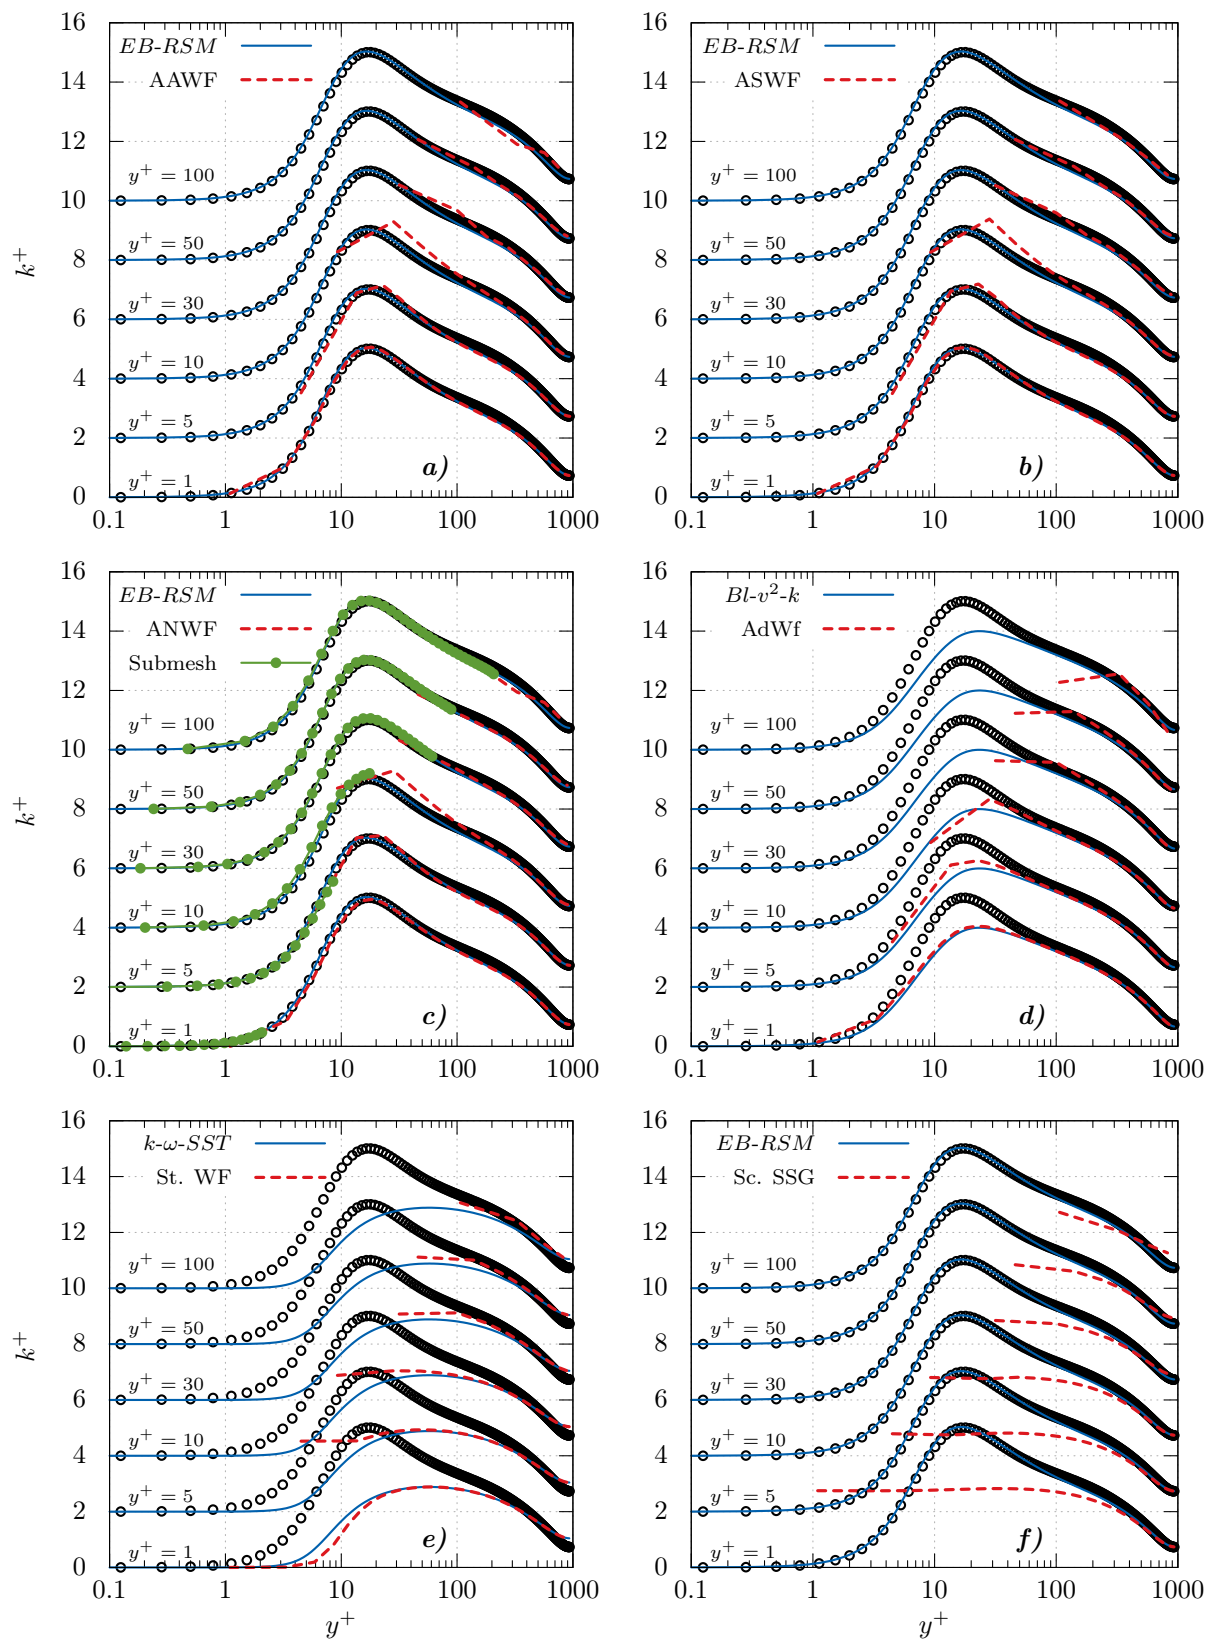 16
14
12
10
8
6
4
2
0
k⁺
EB-RSM
AAWF
y⁺ = 100
y⁺ = 50
y⁺ = 30
y⁺ = 10
y⁺ = 5
y⁺ = 1
a)
0.1 1 10 100 1000
16
14
12
10
8
6
4
2
0
EB-RSM
ASWF
y⁺ = 100
y⁺ = 50
y⁺ = 30
y⁺ = 10
y⁺ = 5
y⁺ = 1
b)
0.1 1 10 100 1000
16
14
12
10
8
6
4
2
0
k⁺
EB-RSM
ANWF
Submesh
y⁺ = 100
y⁺ = 50
y⁺ = 30
y⁺ = 10
y⁺ = 5
y⁺ = 1
c)
0.1 1 10 100 1000
16
14
12
10
8
6
4
2
0
Bl-v²-k
AdWf
y⁺ = 100
y⁺ = 50
y⁺ = 30
y⁺ = 10
y⁺ = 5
y⁺ = 1
d)
0.1 1 10 100 1000
16
14
12
10
8
6
4
2
0
k⁺
k-ω-SST
St. WF
y⁺ = 100
y⁺ = 50
y⁺ = 30
y⁺ = 10
y⁺ = 5
y⁺ = 1
e)
0.1 1 10 100 1000
y⁺
16
14
12
10
8
6
4
2
0
EB-RSM
Sc. SSG
y⁺ = 100
y⁺ = 50
y⁺ = 30
y⁺ = 10
y⁺ = 5
y⁺ = 1
f)
0.1 1 10 100 1000
y⁺